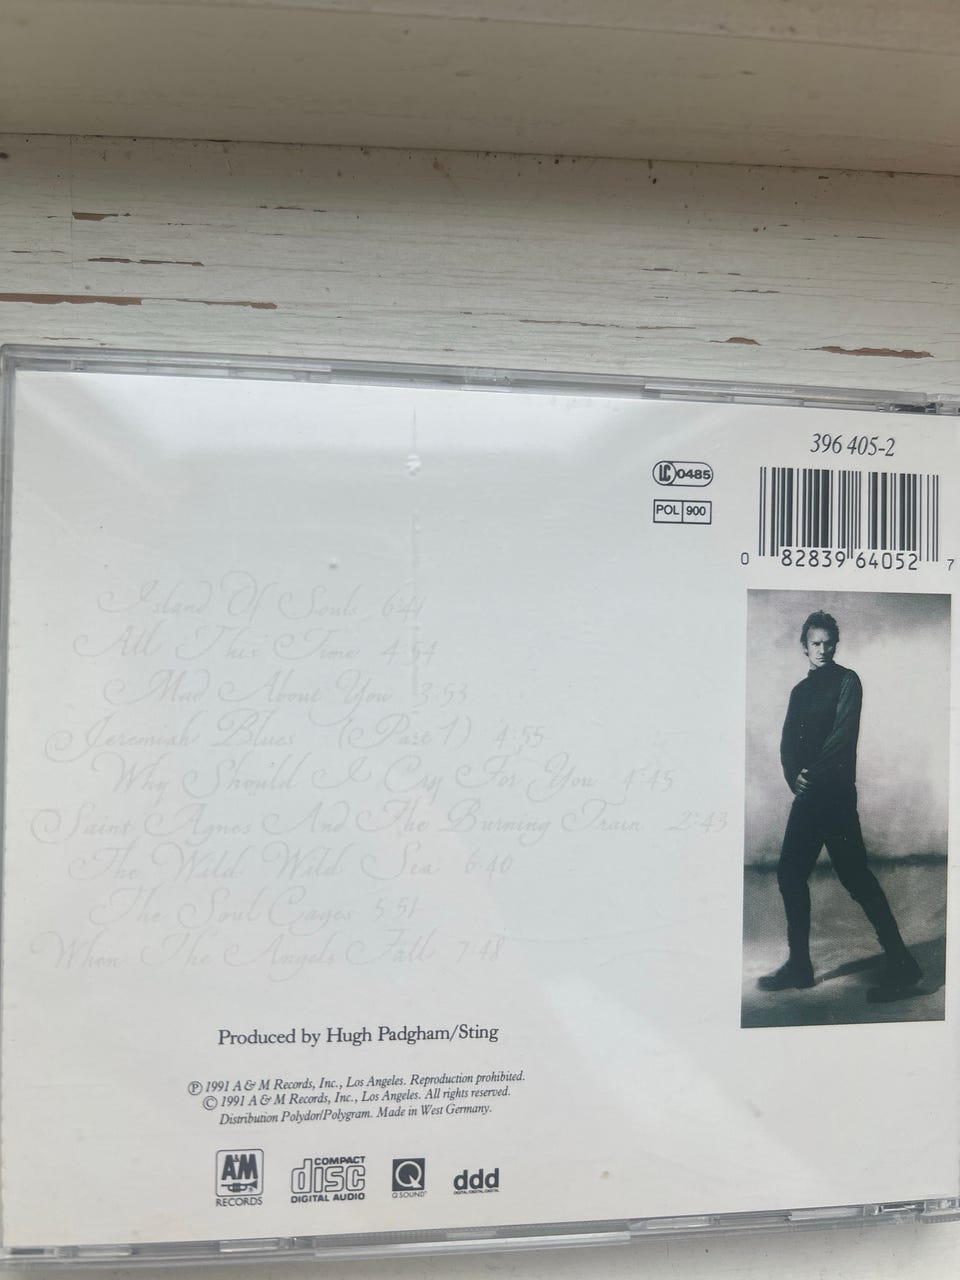 396 405-2
LC 0485
POL 900
0 82839 64052 7
Island Of Souls 6:41
All This Time 4:54
Mad About You 3:53
Jeremiah Blues (Part 1) 4:55
Why Should I Cry For You 4:45
Saint Agnes And The Burning Train 2:43
The Wild Wild Sea 6:40
The Soul Cages 5:51
When The Angels Fall 7:48
Produced by Hugh Padgham/Sting
Ⓟ 1991 A & M Records, Inc., Los Angeles. Reproduction prohibited.
© 1991 A & M Records, Inc., Los Angeles. All rights reserved.
Distribution Polydor/Polygram. Made in West Germany.
A&M RECORDS
COMPACT disc DIGITAL AUDIO
Q SOUND
ddd
DIGITAL DIGITAL DIGITAL